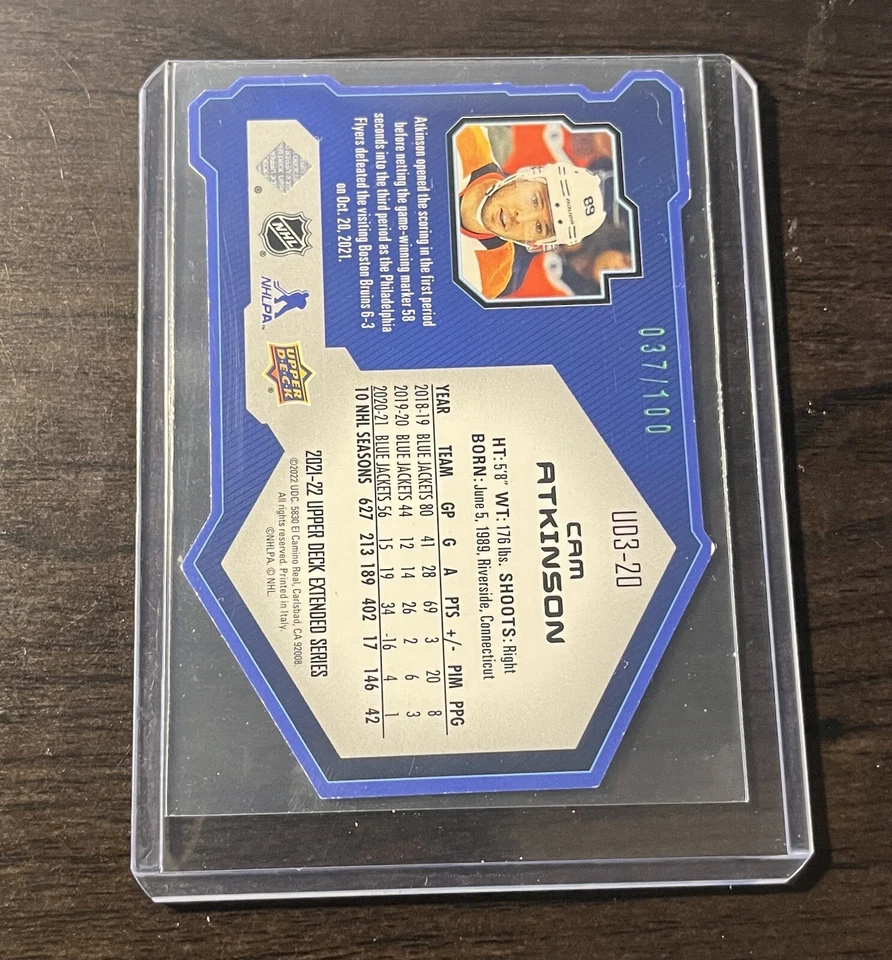 037/100
UD3-20
CAM
ATKINSON
HT: 5'8" WT: 176 lbs. SHOOTS: Right
BORN: June 5, 1989, Riverside, Connecticut
YEAR TEAM GP G A PTS +/- PIM PPG
2018-19 BLUE JACKETS 80 41 28 69 3 20 8
2019-20 BLUE JACKETS 44 12 14 26 2 6 3
2020-21 BLUE JACKETS 56 15 19 34 -16 4 1
10 NHL SEASONS 627 213 189 402 17 146 42
89
BAUER
Atkinson opened the scoring in the first period
before netting the game-winning marker 58
seconds into the third period as the Philadelphia
Flyers defeated the visiting Boston Bruins 6-3
on Oct. 20, 2021.
®
NHL
®
NHLPA™
UPPER
DECK
®
2021-22 UPPER DECK EXTENDED SERIES
©2022 UDC. 5830 El Camino Real, Carlsbad, CA 92008.
All rights reserved. Printed in Italy.
©NHLPA. © NHL.